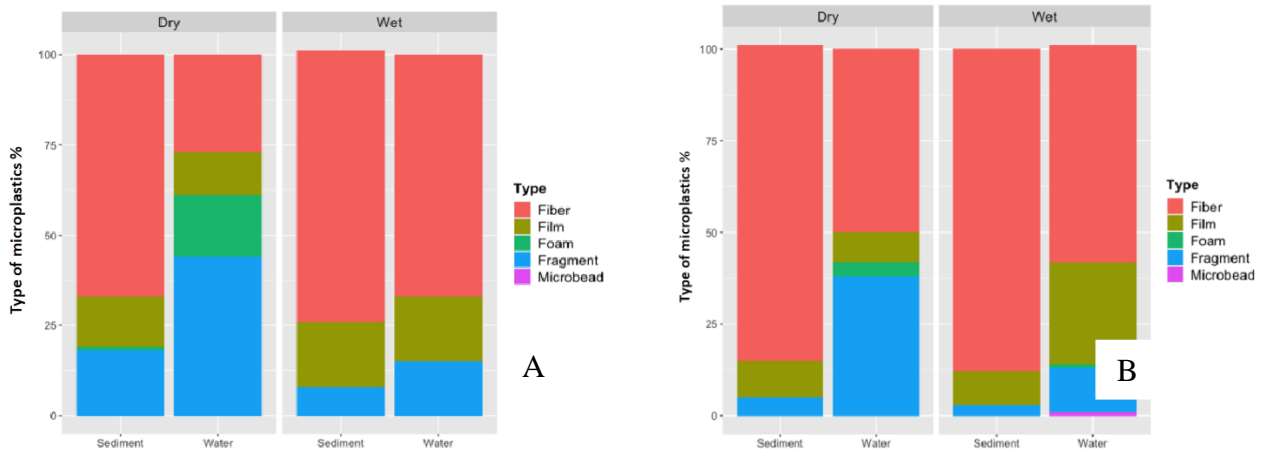 Dry Wet
Type of microplastics %
100
75
50
25
0
Sediment Water Sediment Water
Type
Fiber
Film
Foam
Fragment
Microbead
A
Dry Wet
Type of microplastics %
100
75
50
25
0
Sediment Water Sediment Water
Type
Fiber
Film
Foam
Fragment
Microbead
B